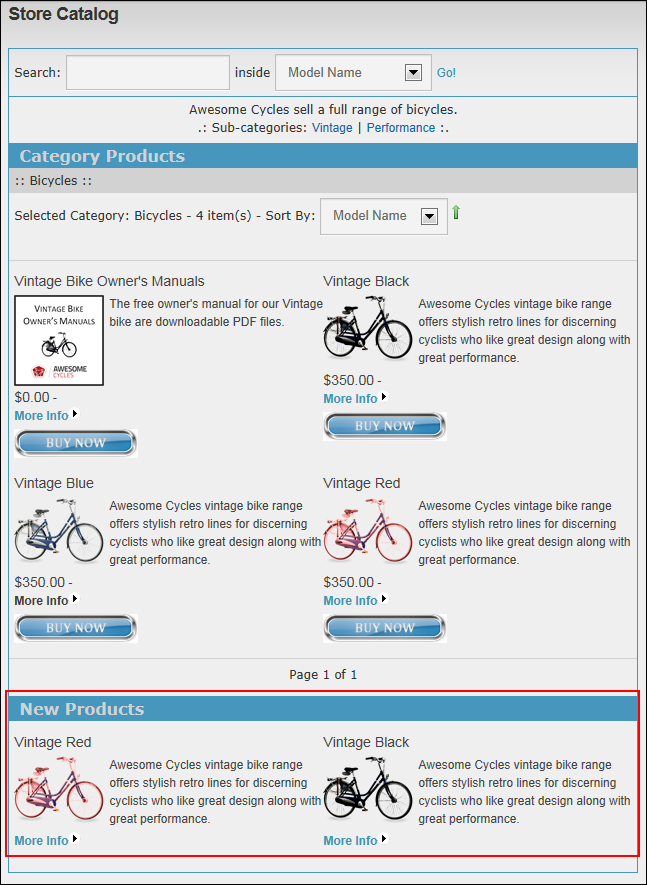 Store Catalog
Search: inside Model Name Go!
Awesome Cycles sell a full range of bicycles.
.: Sub-categories: Vintage | Performance :.
Category Products
:: Bicycles ::
Selected Category: Bicycles - 4 item(s) - Sort By: Model Name
Vintage Bike Owner's Manuals
VINTAGE BIKE
OWNER'S MANUALS
AWESOME
CYCLES
The free owner's manual for our Vintage
bike are downloadable PDF files.
$0.00 -
More Info
BUY NOW
Vintage Black
Awesome Cycles vintage bike range
offers stylish retro lines for discerning
cyclists who like great design along with
great performance.
$350.00 -
More Info
BUY NOW
Vintage Blue
Awesome Cycles vintage bike range
offers stylish retro lines for discerning
cyclists who like great design along with
great performance.
$350.00 -
More Info
BUY NOW
Vintage Red
Awesome Cycles vintage bike range
offers stylish retro lines for discerning
cyclists who like great design along with
great performance.
$350.00 -
More Info
BUY NOW
Page 1 of 1
New Products
Vintage Red
Awesome Cycles vintage bike range
offers stylish retro lines for discerning
cyclists who like great design along with
great performance.
More Info
Vintage Black
Awesome Cycles vintage bike range
offers stylish retro lines for discerning
cyclists who like great design along with
great performance.
More Info